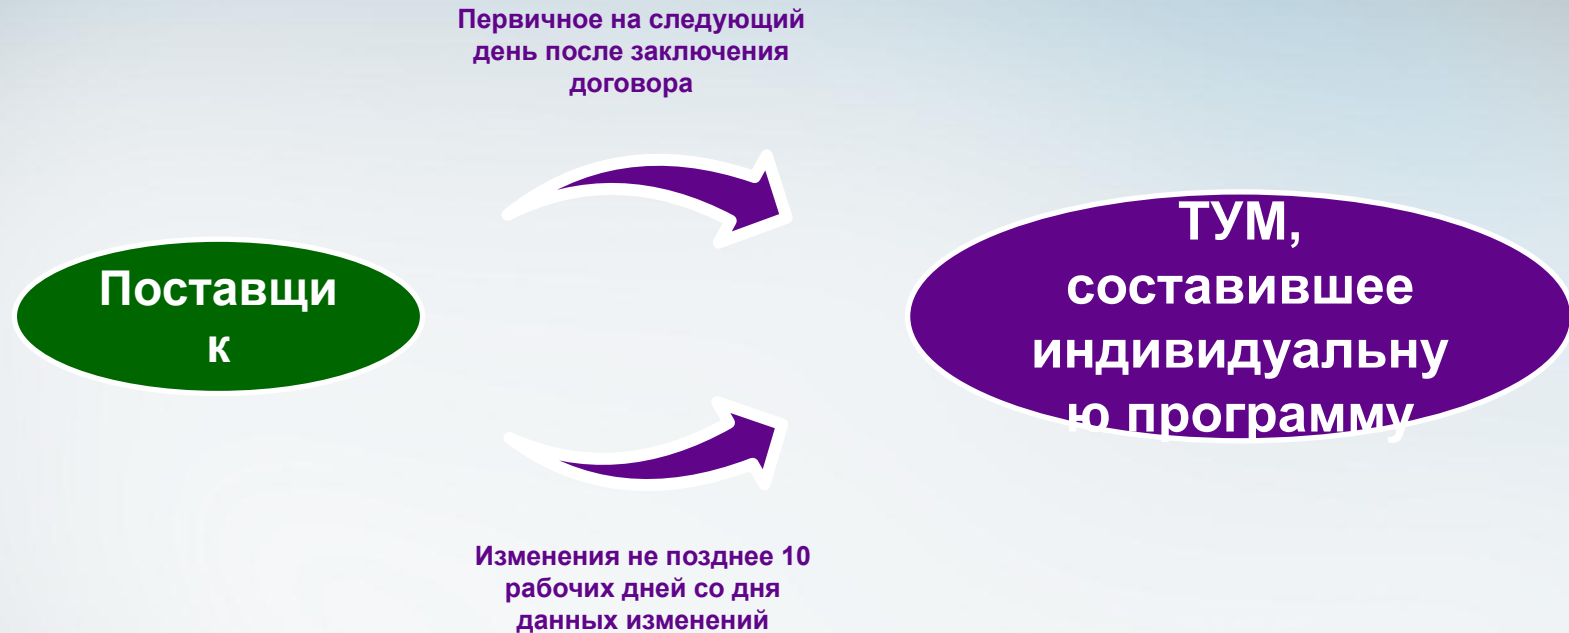 Первичное на следующий
день после заключения
договора
Поставщи
к
ТУМ,
составившее
индивидуальну
ю программу
Изменения не позднее 10
рабочих дней со дня
данных изменений